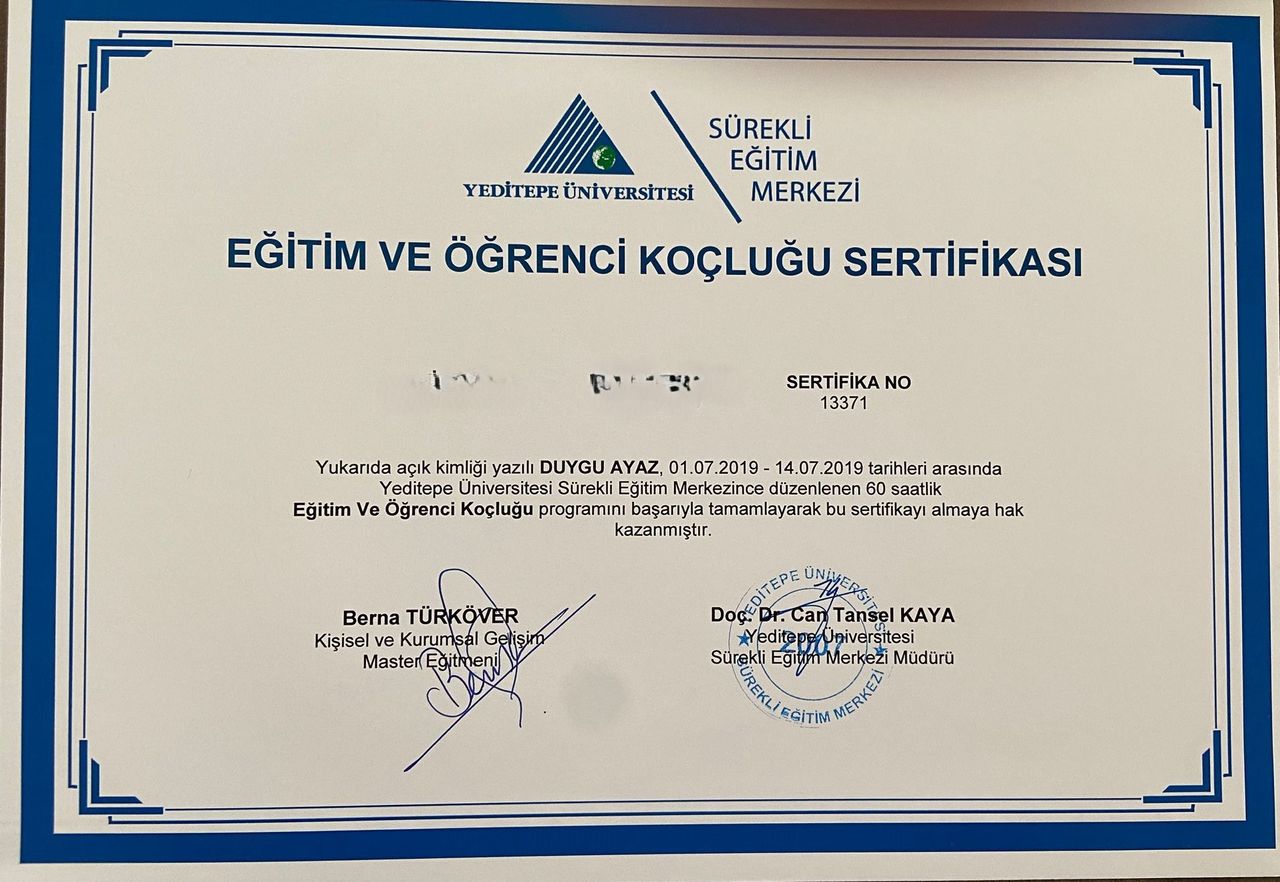 YEDİTEPE ÜNİVERSİTESİ
SÜREKLİ
EĞİTİM
MERKEZİ
EĞİTİM VE ÖĞRENCİ KOÇLUĞU SERTİFİKASI
SERTİFİKA NO
13371
Yukarıda açık kimliği yazılı DUYGU AYAZ, 01.07.2019 - 14.07.2019 tarihleri arasında
Yeditepe Üniversitesi Sürekli Eğitim Merkezince düzenlenen 60 saatlik
Eğitim Ve Öğrenci Koçluğu programını başarıyla tamamlayarak bu sertifikayı almaya hak
kazanmıştır.
Berna TÜRKÖVER
Kişisel ve Kurumsal Gelişim
Master Eğitmeni
Doç. Dr. Can Tansel KAYA
Yeditepe Üniversitesi
Sürekli Eğitim Merkezi Müdürü
YEDİTEPE ÜNİVERSİTESİ
2007
SÜREKLİ EĞİTİM MERKEZİ